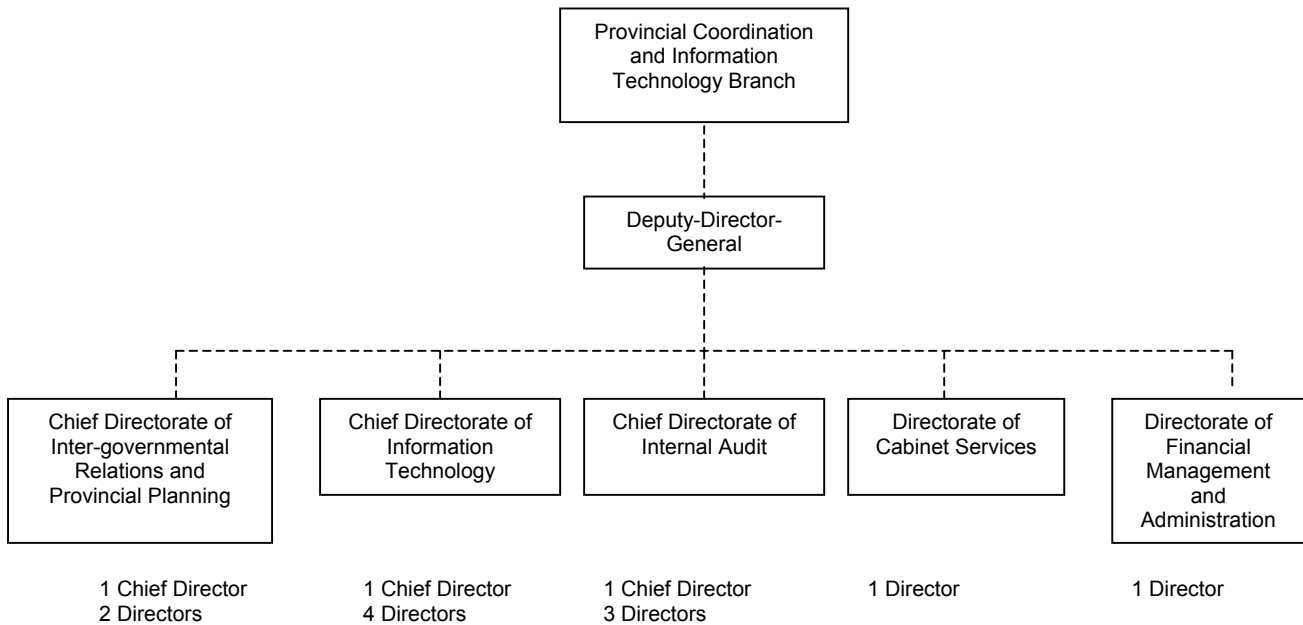 Provincial Coordination
and Information
Technology Branch
Deputy-Director-
General
Chief Directorate of
Inter-governmental
Relations and
Provincial Planning
Chief Directorate of
Information
Technology
Chief Directorate of
Internal Audit
Directorate of
Cabinet Services
Directorate of
Financial
Management
and
Administration
1 Chief Director
2 Directors
1 Chief Director
4 Directors
1 Chief Director
3 Directors
1 Director
1 Director